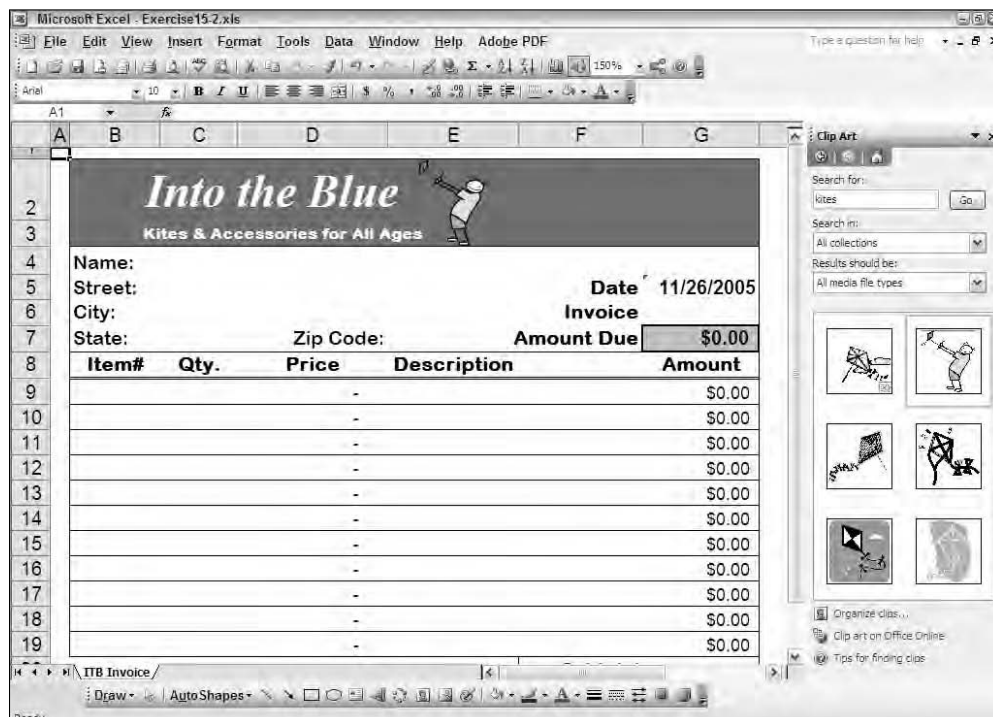 Microsoft Excel - Exercise15-2.xls
File Edit View Insert Format Tools Data Window Help Adobe PDF Type a question for help
150%
Arial 10 B I U $ %
A1 fx
A B C D E F G
Clip Art
Search for:
kites Go
Search in:
All collections
Results should be:
All media file types
1
2 Into the Blue
3 Kites & Accessories for All Ages
4 Name:
5 Street: Date 11/26/2005
6 City: Invoice
7 State: Zip Code: Amount Due $0.00
8 Item# Qty. Price Description Amount
9 - $0.00
10 - $0.00
11 - $0.00
12 - $0.00
13 - $0.00
14 - $0.00
15 - $0.00
16 - $0.00
17 - $0.00
18 - $0.00
19 - $0.00
Organize clips...
Clip art on Office Online
Tips for finding clips
ITB Invoice
Draw AutoShapes
Ready